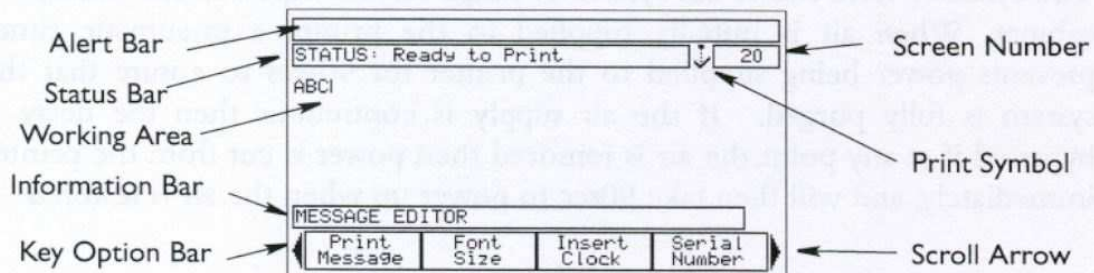 Alert Bar
Status Bar
Working Area
Information Bar
Key Option Bar
STATUS: Ready to Print
20
ABCI
MESSAGE EDITOR
Print Message
Font Size
Insert Clock
Serial Number
Screen Number
Print Symbol
Scroll Arrow